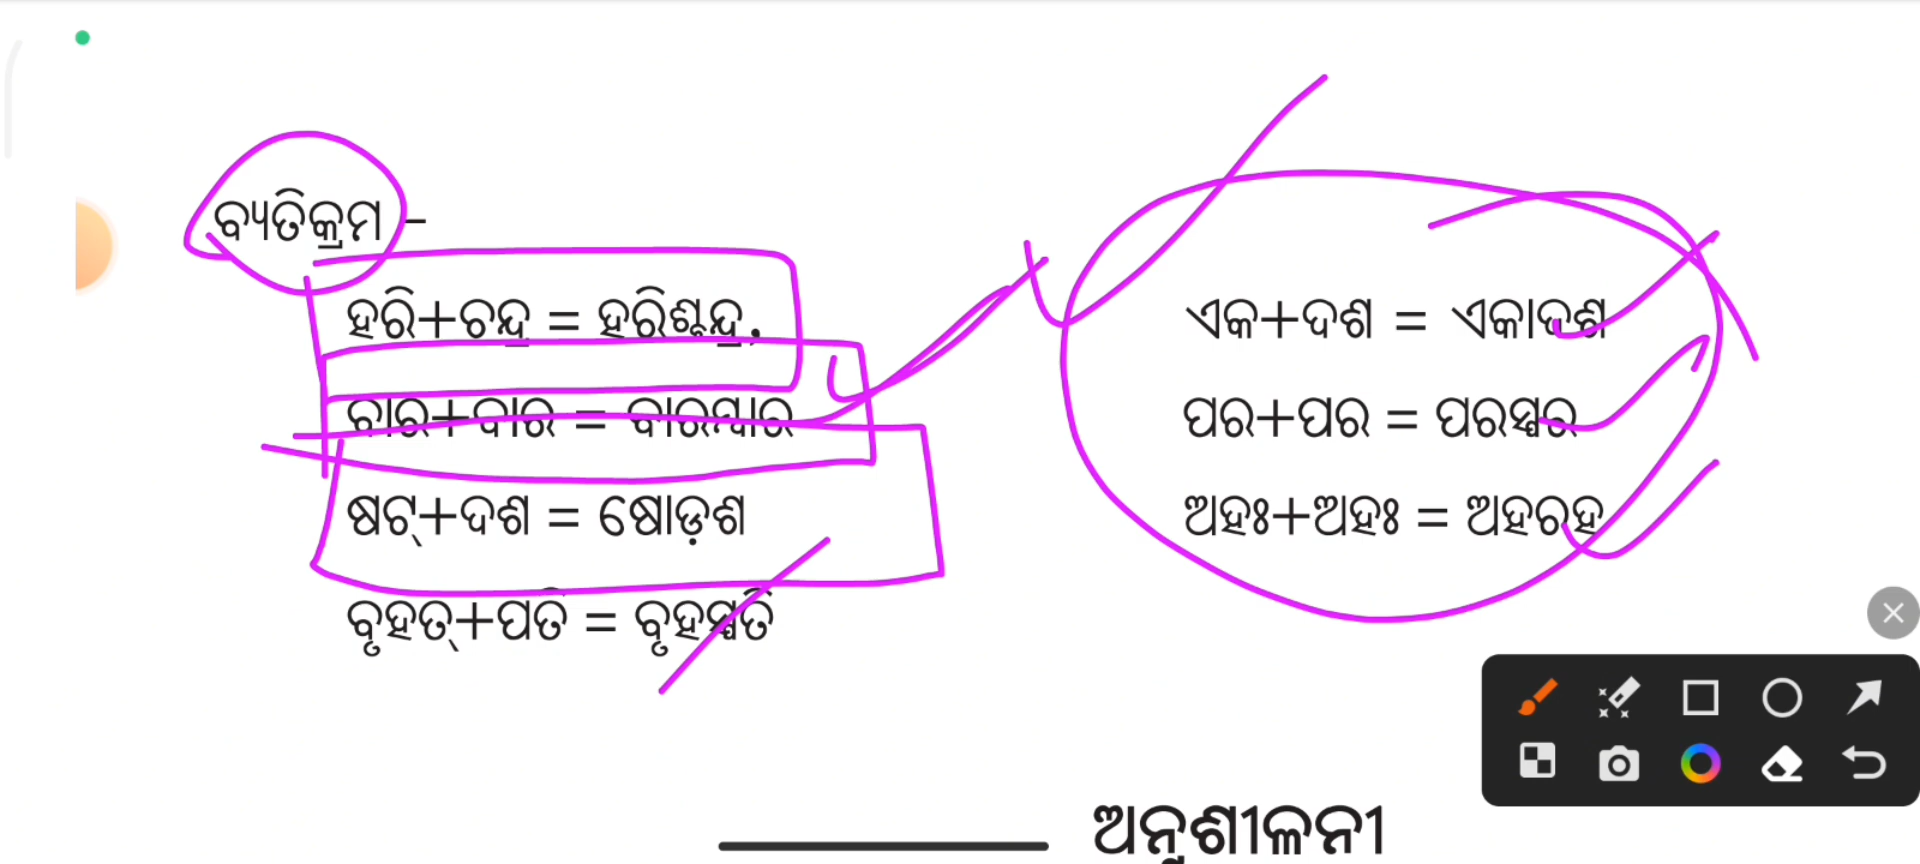 ବ୍ୟତିକ୍ରମ –
ହରି+ଚନ୍ଦ୍ର = ହରିଶ୍ଚନ୍ଦ୍ର,
ବାର+ବାର = ବାରମ୍ବାର
ଷଟ୍+ଦଶ = ଷୋଡ଼ଶ
ବୃହତ୍+ପତି = ବୃହସ୍ପତି
ଏକ+ଦଶ = ଏକାଦଶ
ପର+ପର = ପରସ୍ପର
ଅହଃ+ଅହଃ = ଅହରହ
ଅନୁଶୀଳନୀ